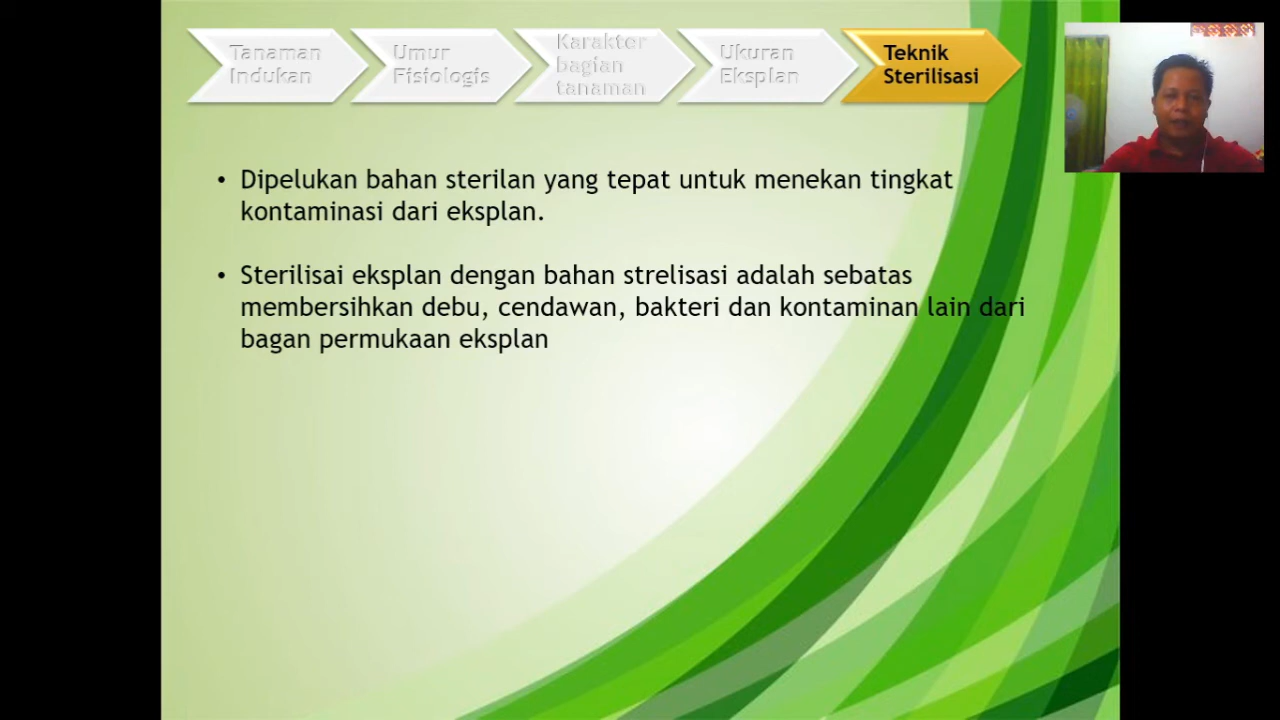 Tanaman
Indukan
Umur
Fisiologis
Karakter
bagian
tanaman
Ukuran
Eksplan
Teknik
Sterilisasi
• Dipelukan bahan sterilan yang tepat untuk menekan tingkat
kontaminasi dari eksplan.
• Sterilisai eksplan dengan bahan strelisasi adalah sebatas
membersihkan debu, cendawan, bakteri dan kontaminan lain dari
bagan permukaan eksplan